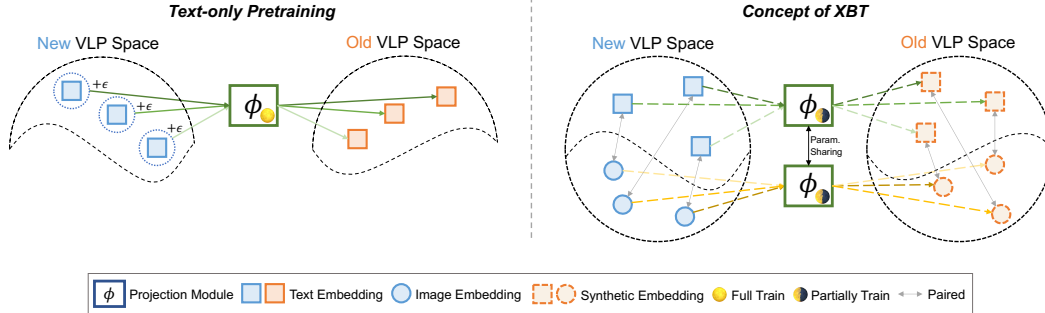 Text-only Pretraining
New VLP Space
Old VLP Space
+ϵ
+ϵ
+ϵ
ϕ
Concept of XBT
New VLP Space
Old VLP Space
ϕ
Param.
Sharing
ϕ
ϕ Projection Module Text Embedding Image Embedding Synthetic Embedding Full Train Partially Train Paired